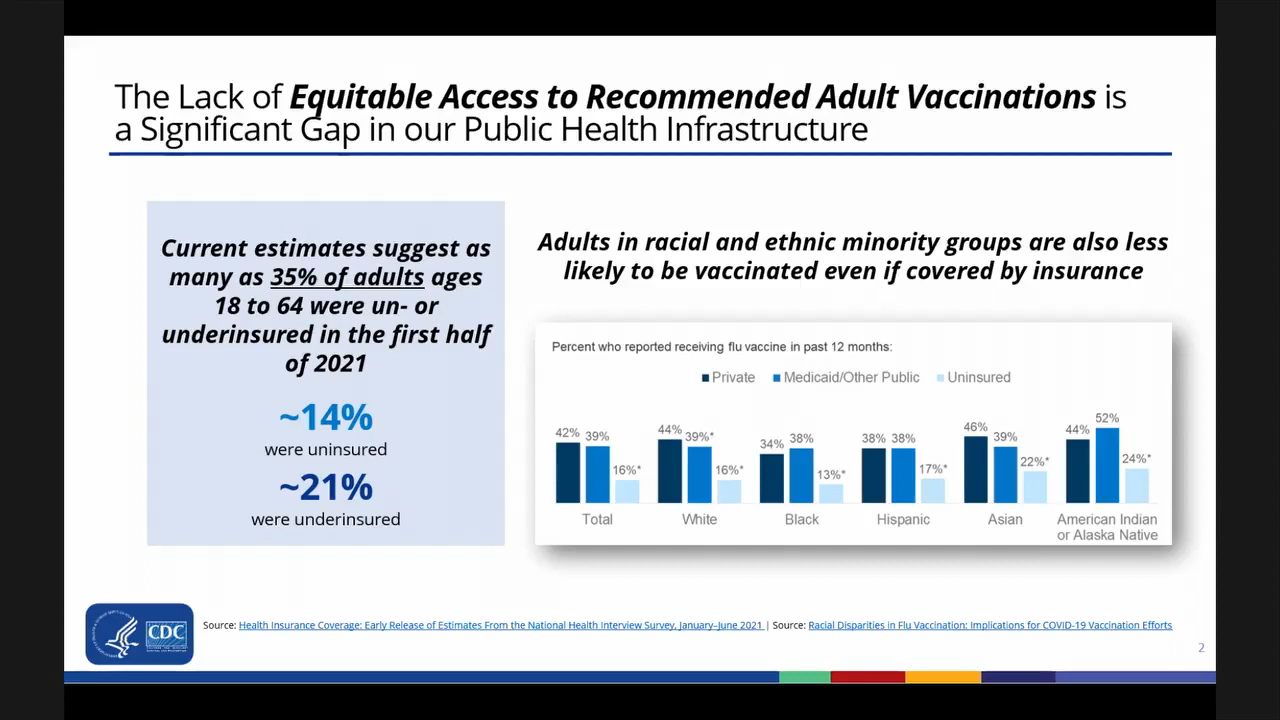 The Lack of Equitable Access to Recommended Adult Vaccinations is
a Significant Gap in our Public Health Infrastructure
Current estimates suggest as
many as 35% of adults ages
18 to 64 were un- or
underinsured in the first half
of 2021
~14%
were uninsured
~21%
were underinsured
Adults in racial and ethnic minority groups are also less
likely to be vaccinated even if covered by insurance
Percent who reported receiving flu vaccine in past 12 months:
Private Medicaid/Other Public Uninsured
42% 39% 16%*
44% 39%* 16%*
34% 38% 13%*
38% 38% 17%*
46% 39% 22%*
44% 52% 24%*
Total White Black Hispanic Asian American Indian
or Alaska Native
CDC
Source: Health Insurance Coverage: Early Release of Estimates From the National Health Interview Survey, January–June 2021 | Source: Racial Disparities in Flu Vaccination: Implications for COVID-19 Vaccination Efforts
2